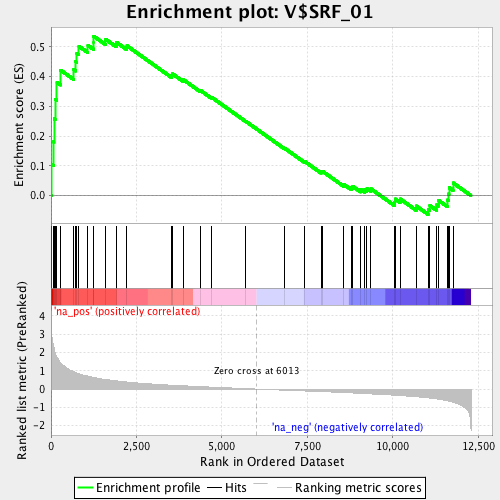 Enrichment plot: V$SRF_01
Enrichment score (ES)
0.5
0.4
0.3
0.2
0.1
0.0
'na_pos' (positively correlated)
Ranked list metric (PreRanked)
4
3
2
1
0
-1
-2
Zero cross at 6013
'na_neg' (negatively correlated)
0
2,500
5,000
7,500
10,000
12,500
Rank in Ordered Dataset
Enrichment profile
Hits
Ranking metric scores